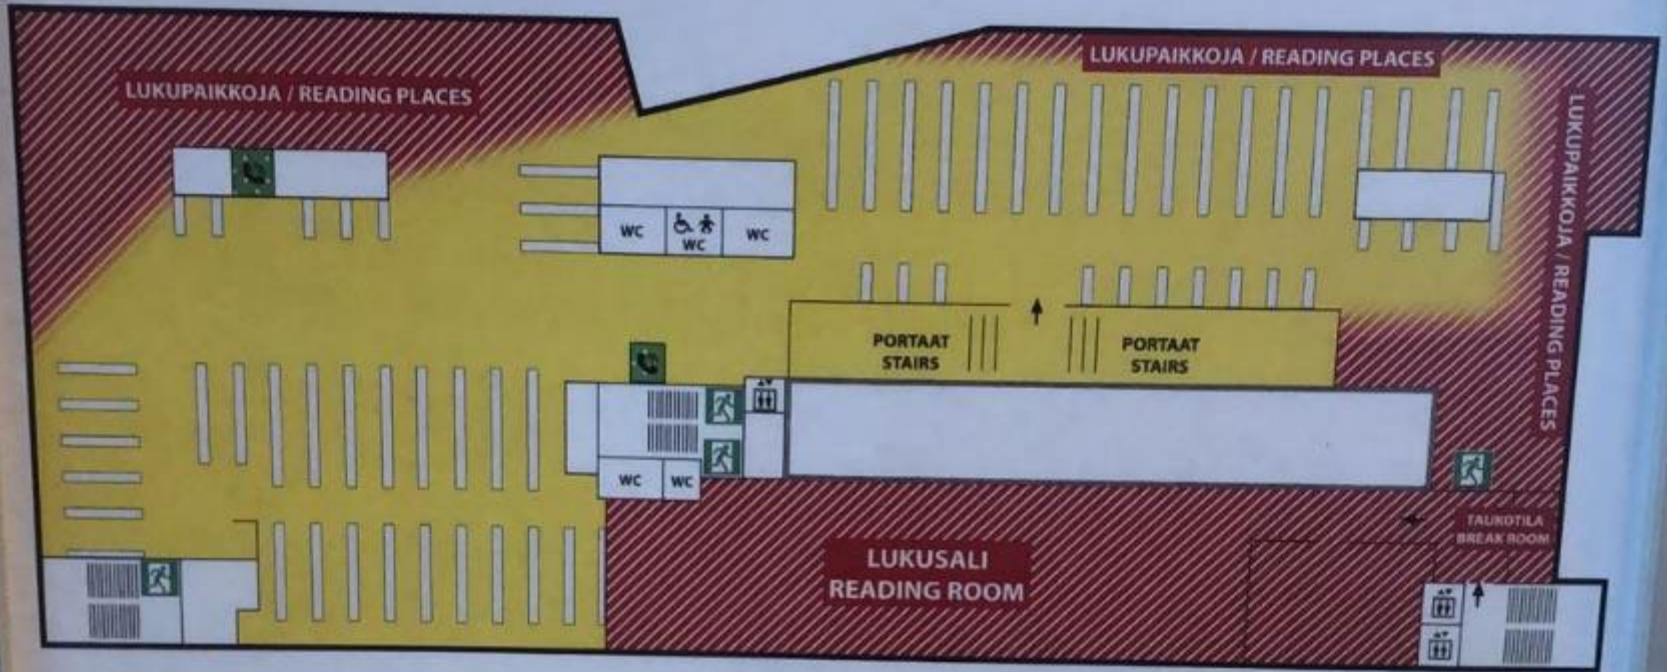 LUKUPAIKKOJA / READING PLACES
LUKUPAIKKOJA / READING PLACES
LUKUPAIKKOJA / READING PLACES
WC
WC
WC
PORTAAT
STAIRS
PORTAAT
STAIRS
WC
WC
TAUKOTILA
BREAK ROOM
LUKUSALI
READING ROOM